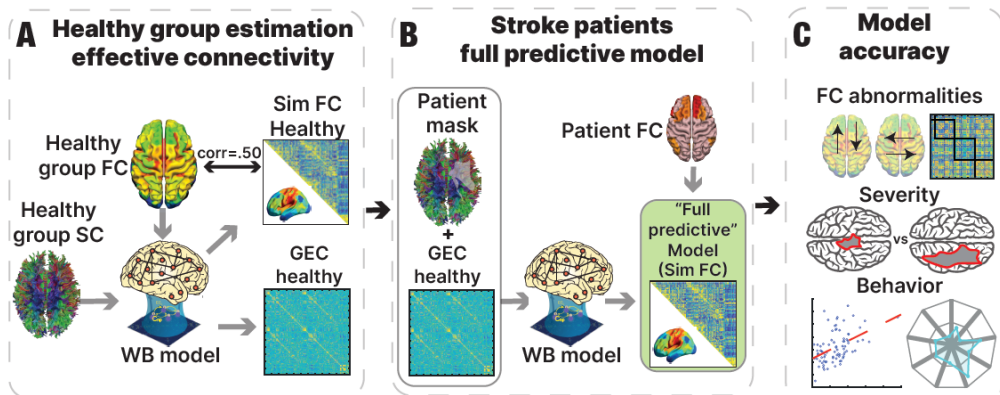 A
Healthy group estimation
effective connectivity
Healthy
group FC
corr=.50
Sim FC
Healthy
Healthy
group SC
WB model
GEC
healthy
B
Stroke patients
full predictive model
Patient
mask
+
GEC
healthy
WB model
Patient FC
“Full
predictive”
Model
(Sim FC)
C
Model
accuracy
FC abnormalities
Severity
vs
Behavior